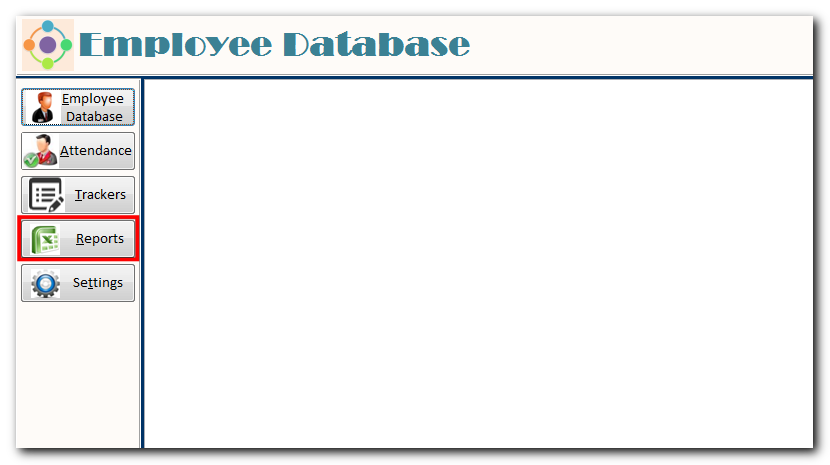 Employee Database
Employee
Database
Attendance
Trackers
Reports
Settings